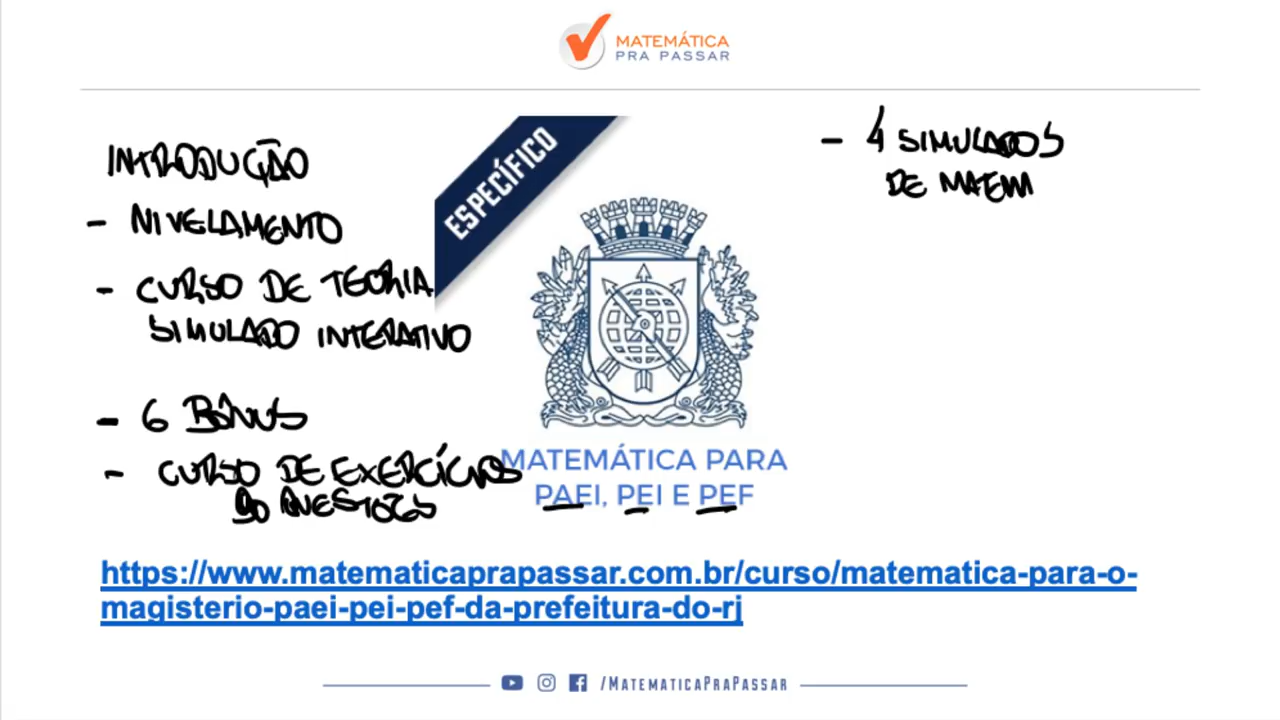 MATEMÁTICA
PRA PASSAR
INTRODUÇÃO
- NIVELAMENTO
- CURSO DE TEORIA
SIMULADO INTERATIVO
- 6 BÔNUS
- CURSO DE EXERCÍCIOS
90 QUESTÕES
ESPECÍFICO
MATEMÁTICA PARA
PAEI, PEI E PEF
- 4 SIMULADOS
DE MATEM
https://www.matematicaprapassar.com.br/curso/matematica-para-o-
magisterio-paei-pei-pef-da-prefeitura-do-rj
/MATEMATICAPRAPASSAR